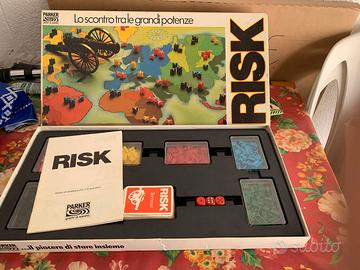 PARKER
Lo scontro tra le grandi potenze
RISK
RISK
RISK
PARKER
...il piacere di stare insieme
subito